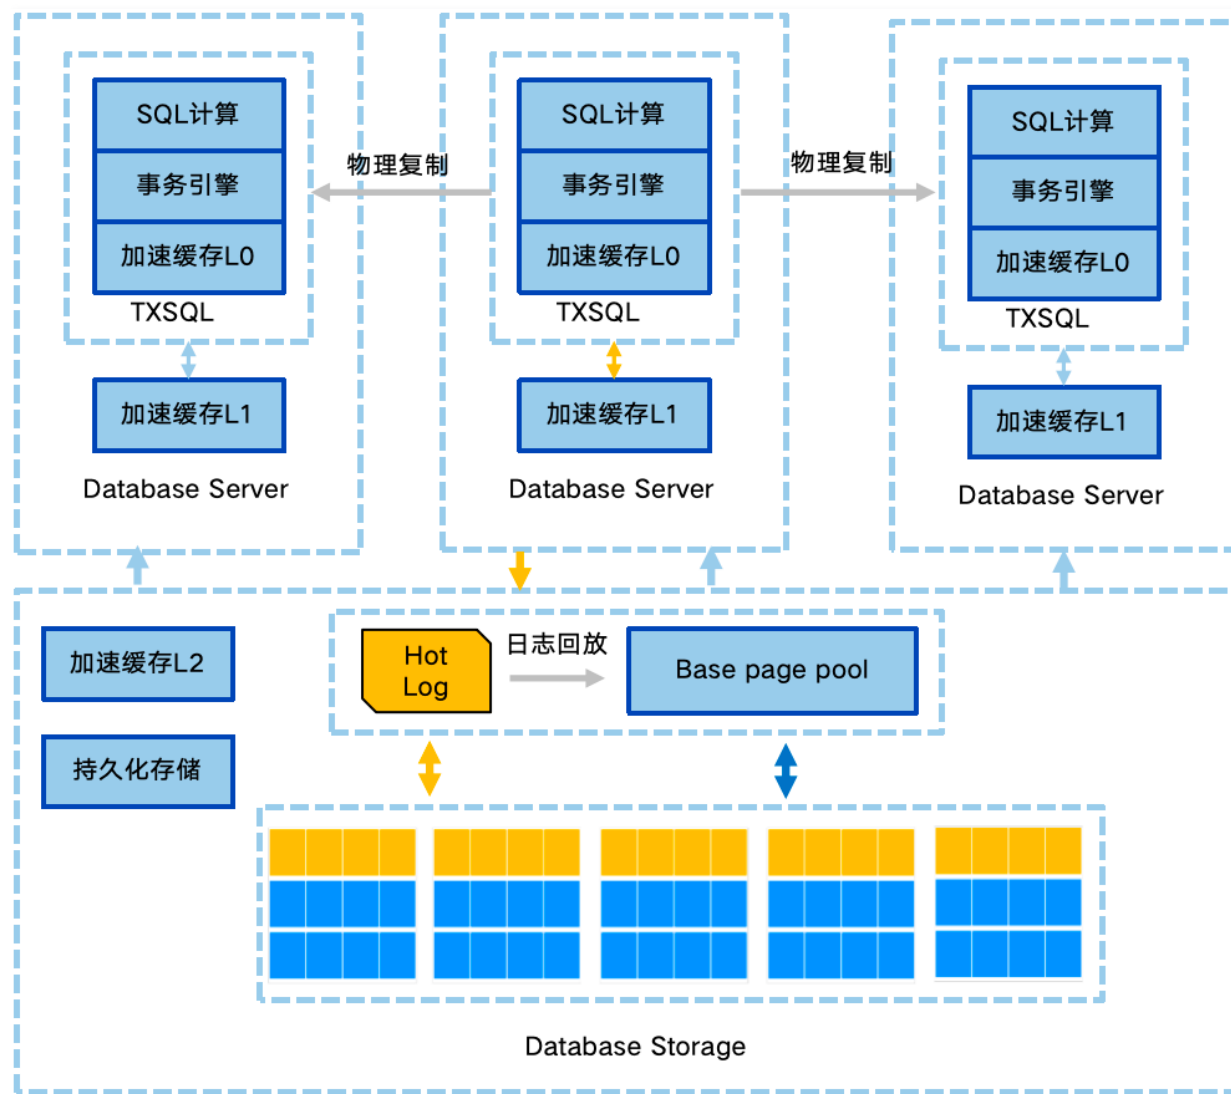 SQL计算
事务引擎
加速缓存L0
TXSQL
加速缓存L1
Database Server
物理复制
SQL计算
事务引擎
加速缓存L0
TXSQL
加速缓存L1
Database Server
物理复制
SQL计算
事务引擎
加速缓存L0
TXSQL
加速缓存L1
Database Server
加速缓存L2
持久化存储
Hot
Log
日志回放
Base page pool
Database Storage